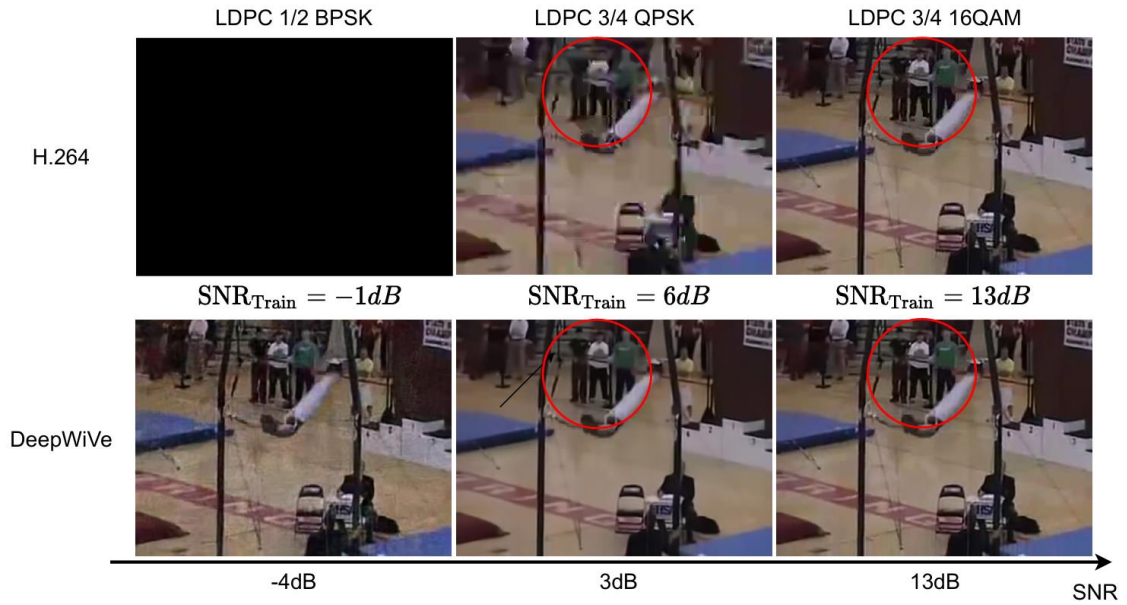 LDPC 1/2 BPSK LDPC 3/4 QPSK LDPC 3/4 16QAM
H.264
SNR_Train = −1dB SNR_Train = 6dB SNR_Train = 13dB
DeepWiVe
-4dB 3dB 13dB
SNR